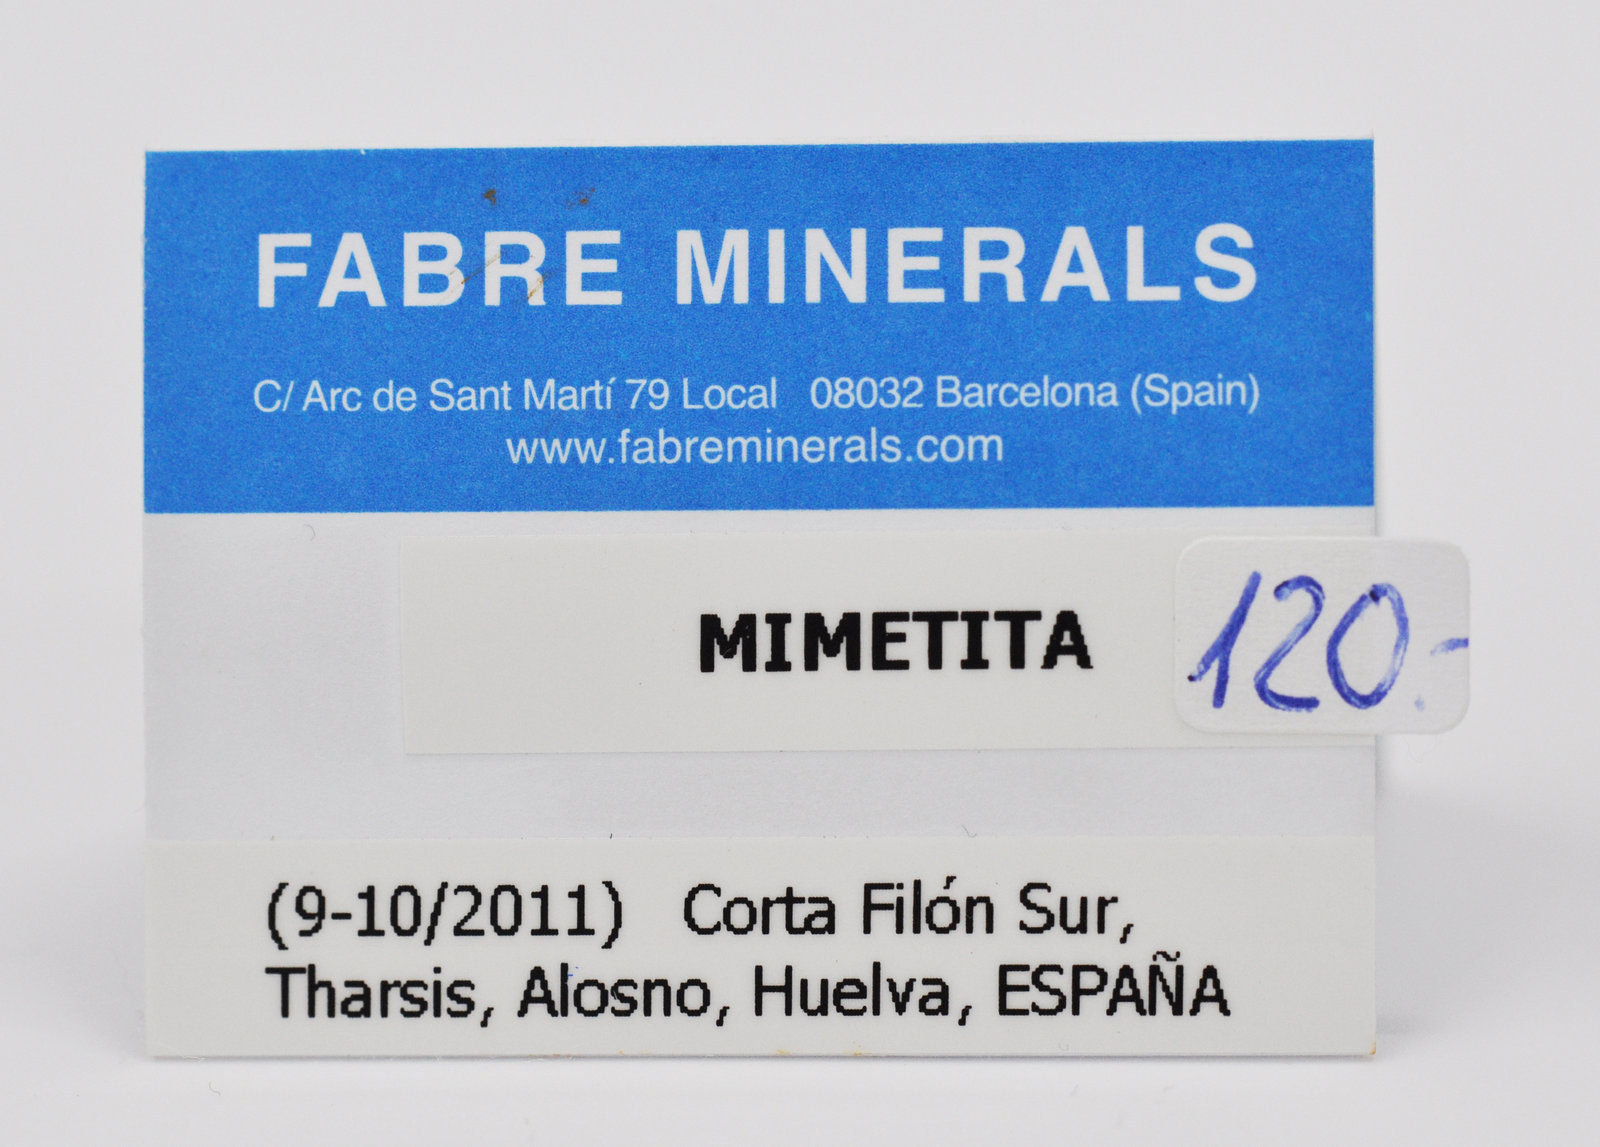 FABRE MINERALS
C/ Arc de Sant Martí 79 Local 08032 Barcelona (Spain)
www.fabreminerals.com
MIMETITA
120.-
(9-10/2011) Corta Filón Sur,
Tharsis, Alosno, Huelva, ESPAÑA